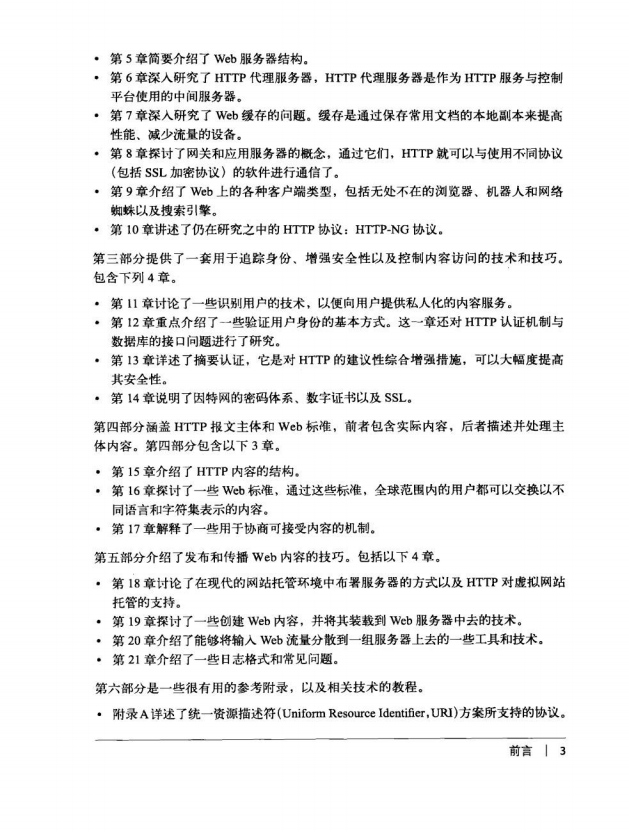 • 第 5 章简要介绍了 Web 服务器结构。
• 第 6 章深入研究了 HTTP 代理服务器，HTTP 代理服务器是作为 HTTP 服务与控制
平台使用的中间服务器。
• 第 7 章深入研究了 Web 缓存的问题。缓存是通过保存常用文档的本地副本来提高
性能、减少流量的设备。
• 第 8 章探讨了网关和应用服务器的概念，通过它们，HTTP 就可以与使用不同协议
（包括 SSL 加密协议）的软件进行通信了。
• 第 9 章介绍了 Web 上的各种客户端类型，包括无处不在的浏览器、机器人和网络
蜘蛛以及搜索引擎。
• 第 10 章讲述了仍在研究之中的 HTTP 协议：HTTP-NG 协议。
第三部分提供了一套用于追踪身份、增强安全性以及控制内容访问的技术和技巧。
包含下列 4 章。
• 第 11 章讨论了一些识别用户的技术，以便向用户提供私人化的内容服务。
• 第 12 章重点介绍了一些验证用户身份的基本方式。这一章还对 HTTP 认证机制与
数据库的接口问题进行了研究。
• 第 13 章详述了摘要认证，它是对 HTTP 的建议性综合增强措施，可以大幅度提高
其安全性。
• 第 14 章说明了因特网的密码体系、数字证书以及 SSL。
第四部分涵盖 HTTP 报文主体和 Web 标准，前者包含实际内容，后者描述并处理主
体内容。第四部分包含以下 3 章。
• 第 15 章介绍了 HTTP 内容的结构。
• 第 16 章探讨了一些 Web 标准，通过这些标准，全球范围内的用户都可以交换以不
同语言和字符集表示的内容。
• 第 17 章解释了一些用于协商可接受内容的机制。
第五部分介绍了发布和传播 Web 内容的技巧。包括以下 4 章。
• 第 18 章讨论了在现代的网站托管环境中布署服务器的方式以及 HTTP 对虚拟网站
托管的支持。
• 第 19 章探讨了一些创建 Web 内容，并将其装载到 Web 服务器中去的技术。
• 第 20 章介绍了能够将输入 Web 流量分散到一组服务器上去的一些工具和技术。
• 第 21 章介绍了一些日志格式和常见问题。
第六部分是一些很有用的参考附录，以及相关技术的教程。
• 附录 A 详述了统一资源描述符（Uniform Resource Identifier，URI）方案所支持的协议。
前言 | 3